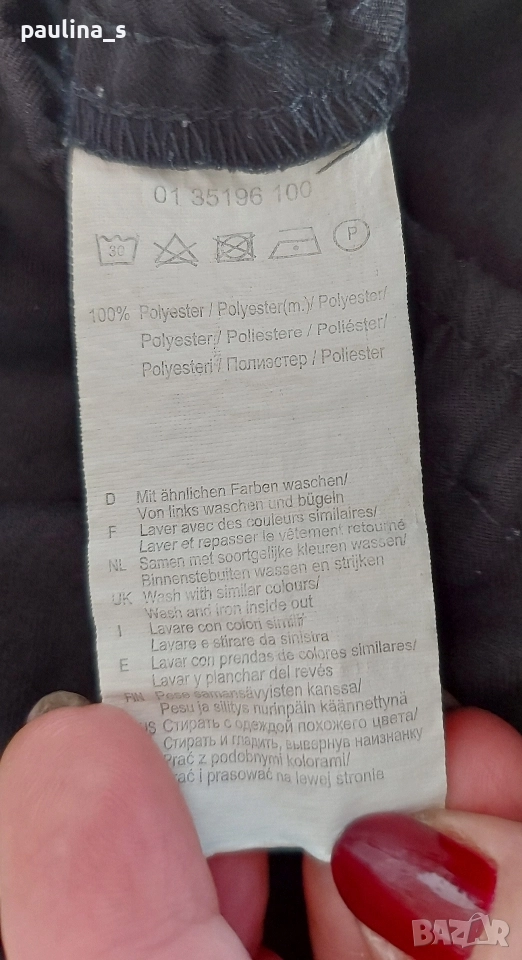 paulina_s
01 35196 100
30 P
100% Polyester / Polyester(m.)/ Polyester/
Polyester / Poliestere / Poliéster/
Polyesteri / Полиэстер / Poliester
D Mit ähnlichen Farben waschen/
Von links waschen und bügeln
F Laver avec des couleurs similaires/
Laver et repasser le vêtement retourné
NL Samen met soortgelijke kleuren wassen/
Binnenstebuiten wassen en strijken
UK Wash with similar colours/
Wash and iron inside out
I Lavare con colori simili/
Lavare e stirare da sinisira
E Lavar con prendas de colores similares/
Lavar y planchar del revés
FIN Pese samansävyisten kanssa/
Pesu ja silitys nurinpäin käännettynä
Стирать с одеждой похожего цвета/
Стирать и гладить, вывернув наизнанку
Prać z podobnymi kolorami/
i prasować na lewej stronie
BAZAR